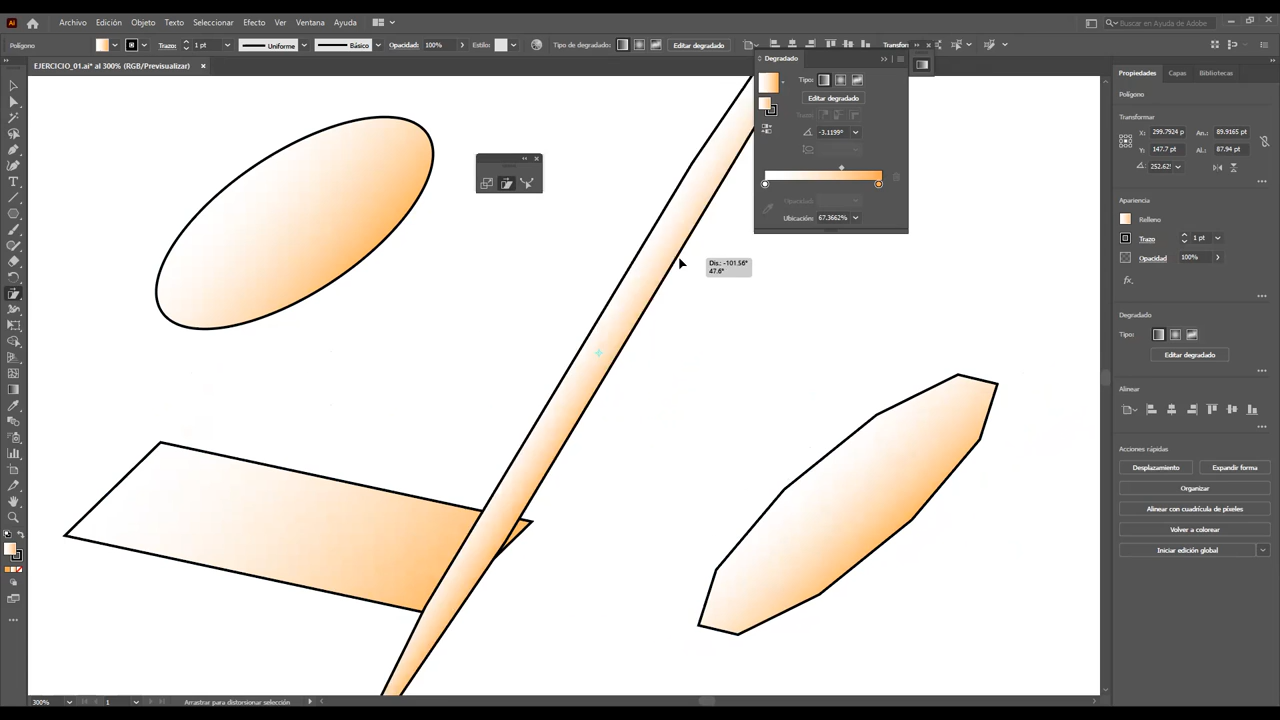 Ai Archivo Edición Objeto Texto Seleccionar Efecto Ver Ventana Ayuda Buscar en Ayuda de Adobe
Polígono Trazo: 1 pt Uniforme Básico Opacidad: 100% Estilo: Tipo de degradado: Editar degradado Transfor
EJERCICIO_01.ai* al 300% (RGB/Previsualizar) ×
Degradado
Tipo:
Editar degradado
Trazo:
-3.1199°
Opacidad:
Ubicación: 67.3662%
Dis.: -101.56°
47.6°
Propiedades Capas Bibliotecas
Polígono
Transformar
X: 299.7924 p An.: 89.9165 pt
Y: 147.7 pt Al.: 87.94 pt
252.62°
Apariencia
Relleno
Trazo 1 pt
Opacidad 100%
fx
Degradado
Tipo:
Editar degradado
Alinear
Acciones rápidas
Desplazamiento Expandir forma
Organizar
Alinear con cuadrícula de píxeles
Volver a colorear
Iniciar edición global
300% 1 Arrastrar para distorsionar selección